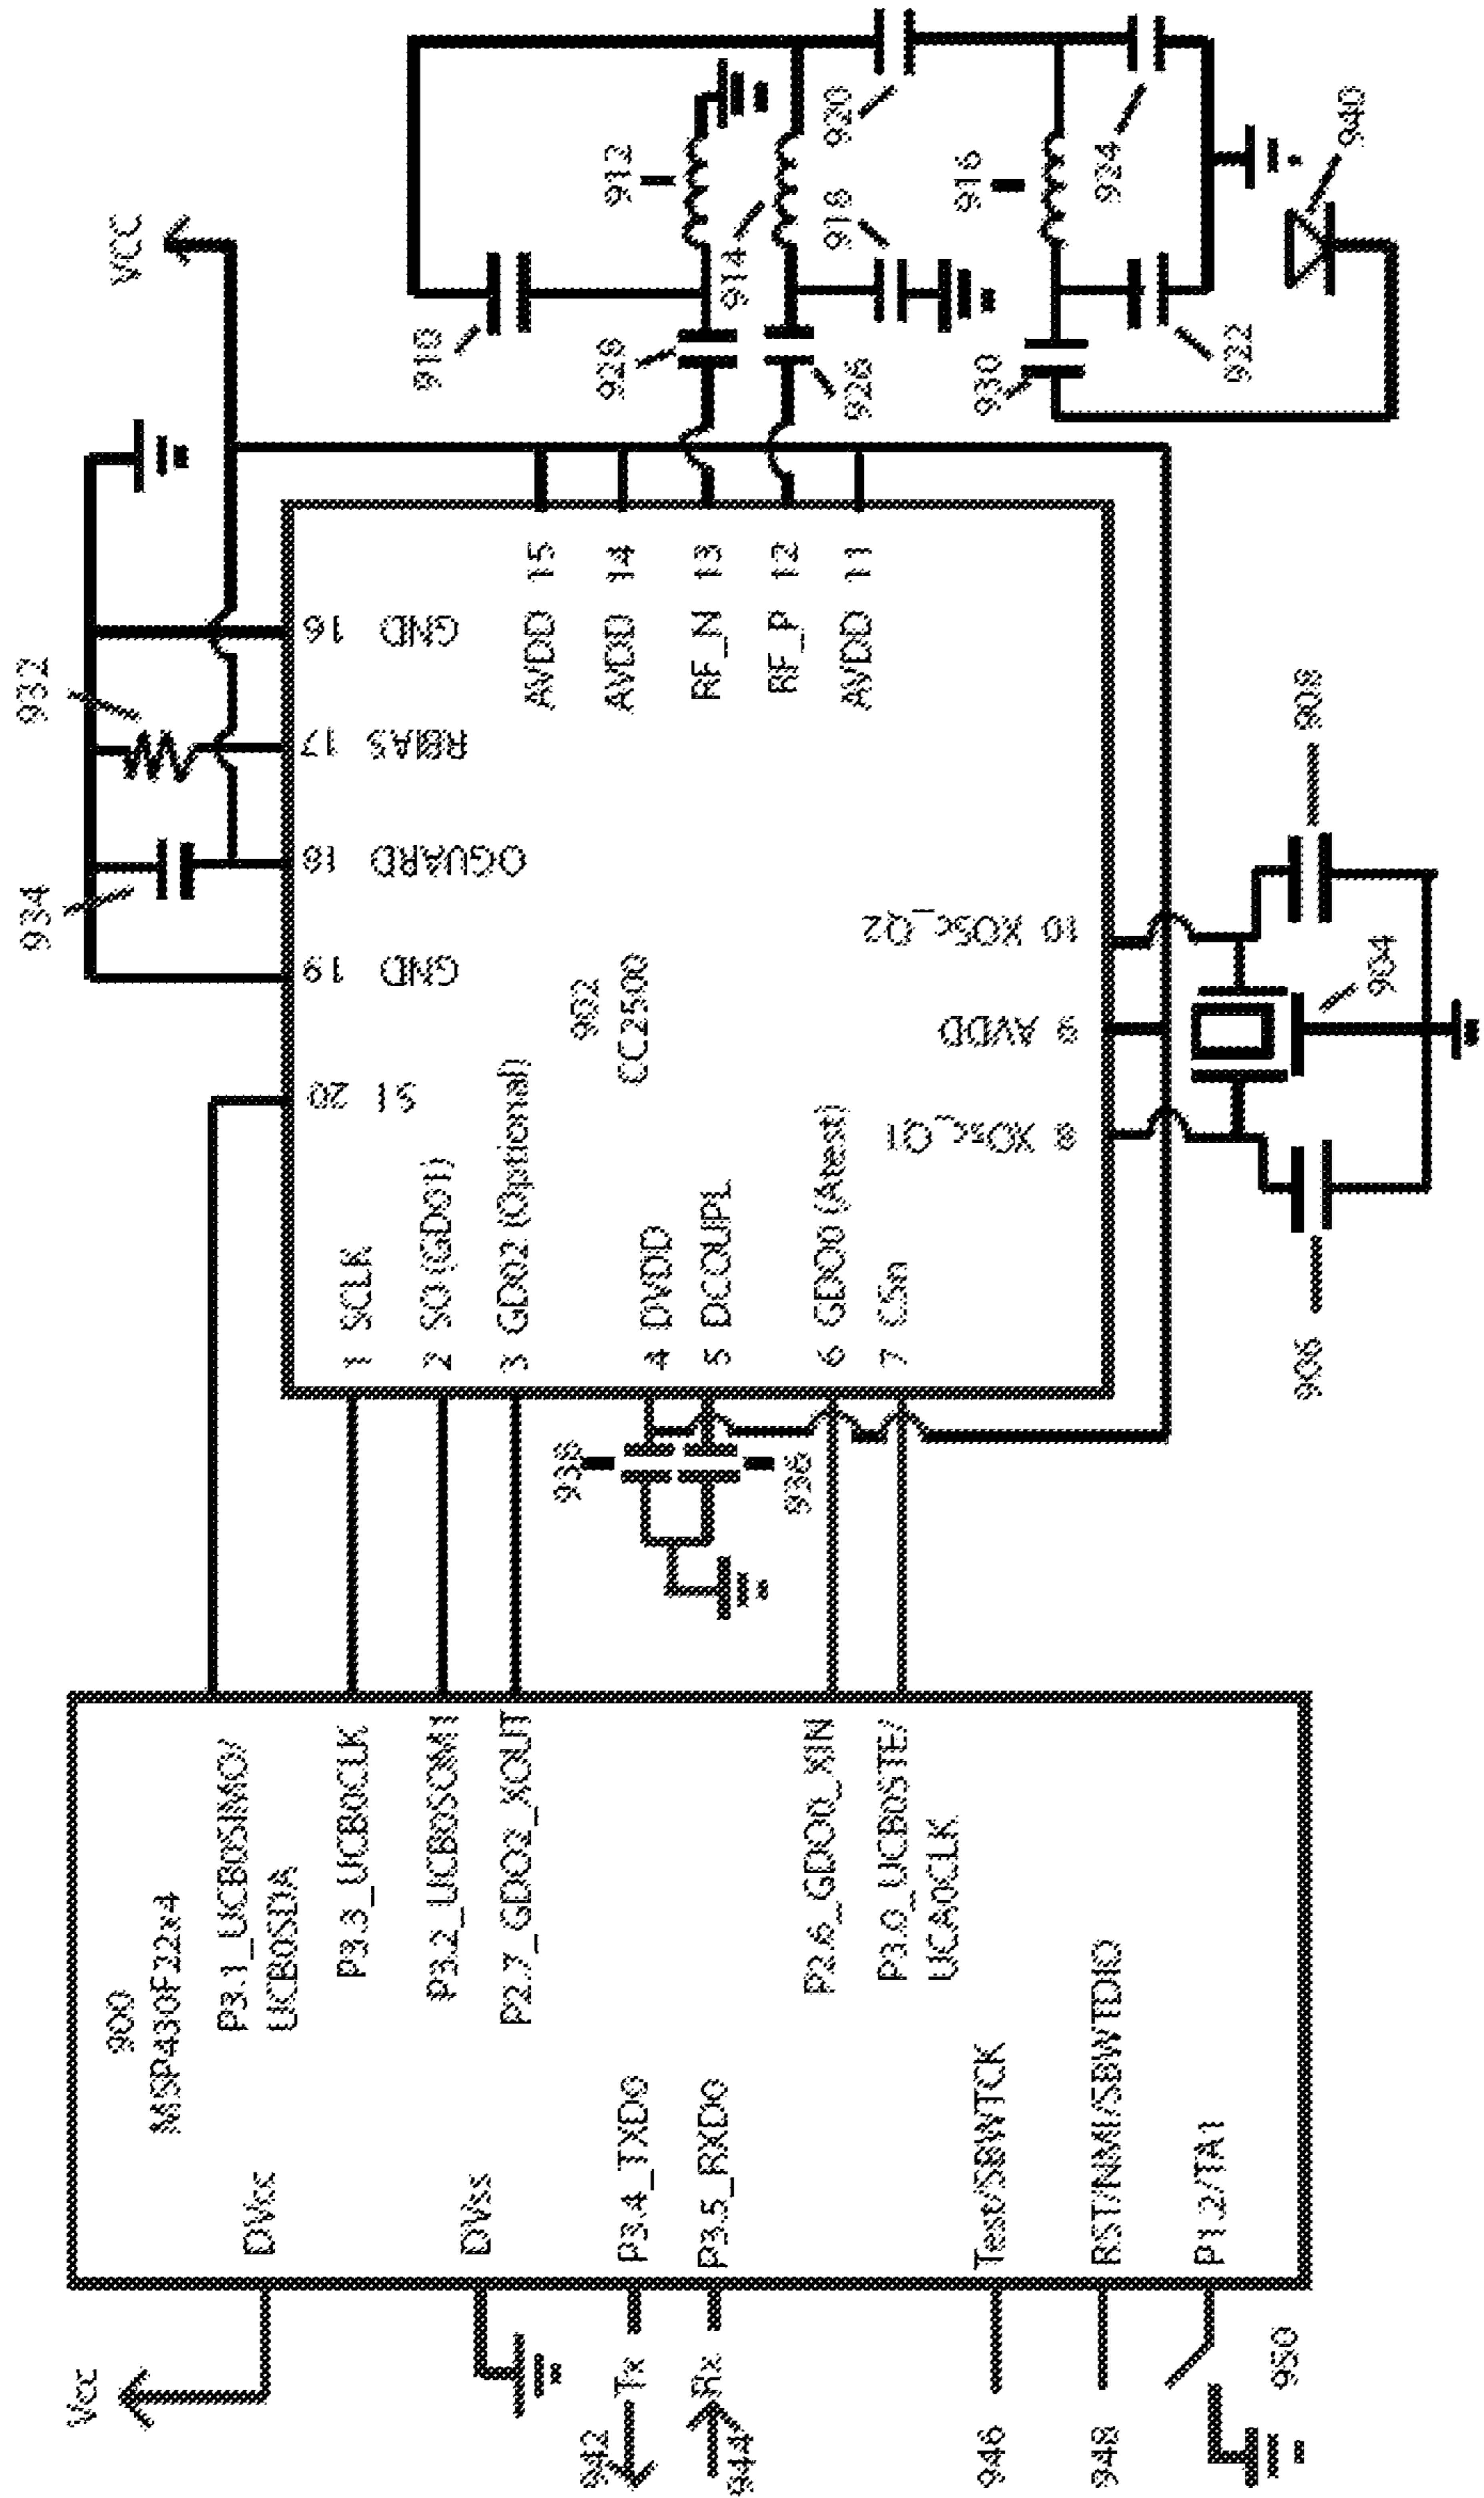 Vcc
DVcc
DVss
942
Tx
P3.4_TXD0
944
Rx
P3.5_RXD0
946
Test/SBWTCK
948
RST/NMI/SBWTDIO
950
P1.2/TA1
900
MSP430F22x4
P3.1_UCB0SIMO/
UCB0SDA
P3.3_UCB0CLK
P3.2_UCB0SOMI
P2.7_GDO2_XOUT
P2.6_GDO0_XIN
P3.0_UCB0STE/
UCA0CLK
938
936
1 SCLK
2 SO (GDO1)
3 GDO2 (Optional)
4 DVDD
5 DCOUPL
6 GDO0 (Atest)
7 CSn
902
CC2500
SI 20
GND 19
OGUARD 18
RBIAS 17
GND 16
934
932
8 XOSc_Q1
9 AVDD
10 XOSc_Q2
906
904
908
AVDD 15
AVDD 14
RF_N 13
RF_P 12
AVDD 11
VCC
910
928
926
930
922
912
914
918
916
920
924
940